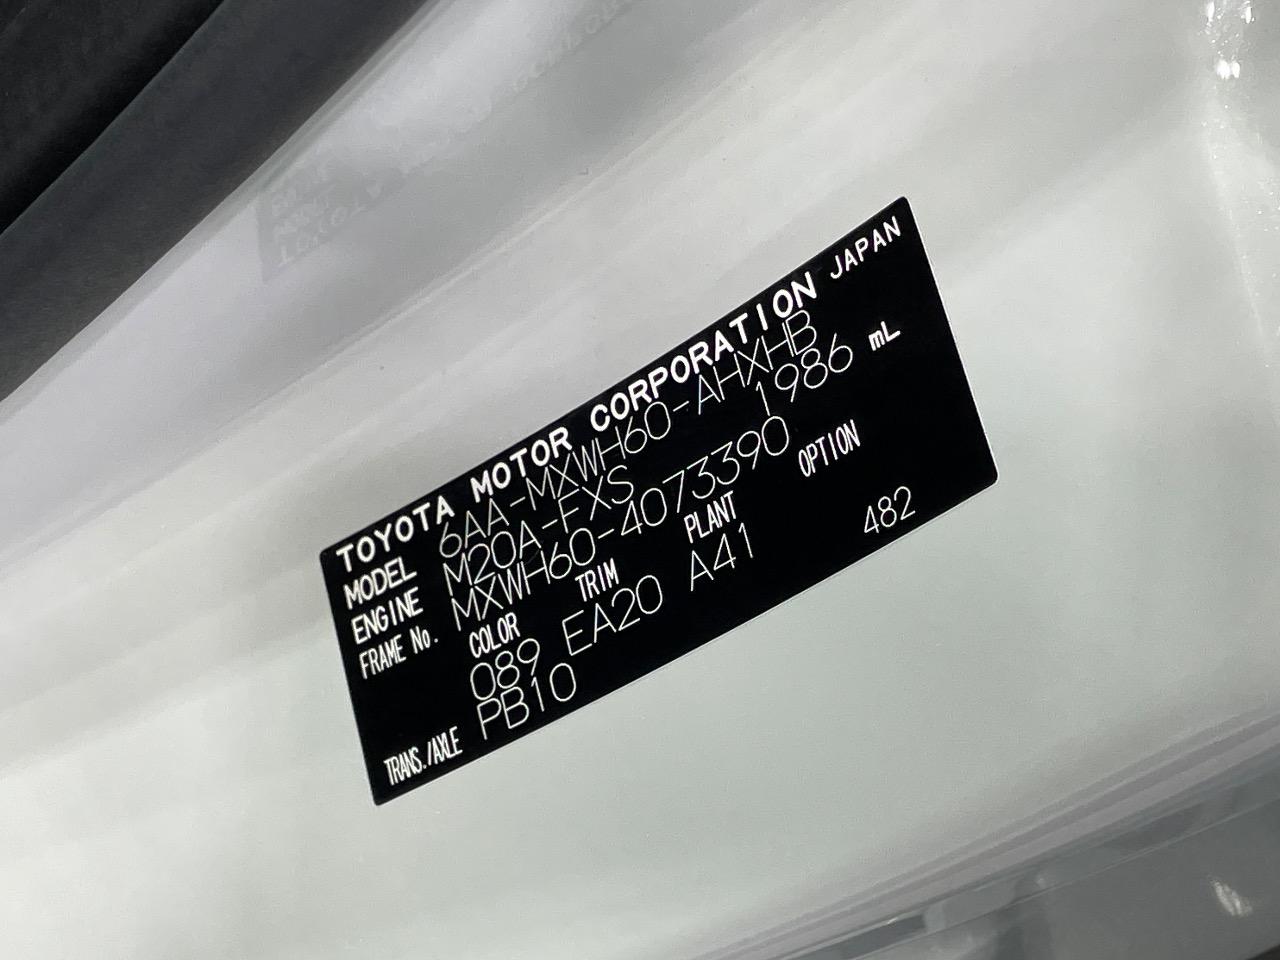 TOYOTA MOTOR CORPORATION JAPAN
MODEL 6AA-MXWH60-AHXHB
ENGINE M20A-FXS 1986 mL
FRAME No. MXWH60-4073390
COLOR TRIM PLANT OPTION
089 EA20 A41 482
TRANS./AXLE PB10